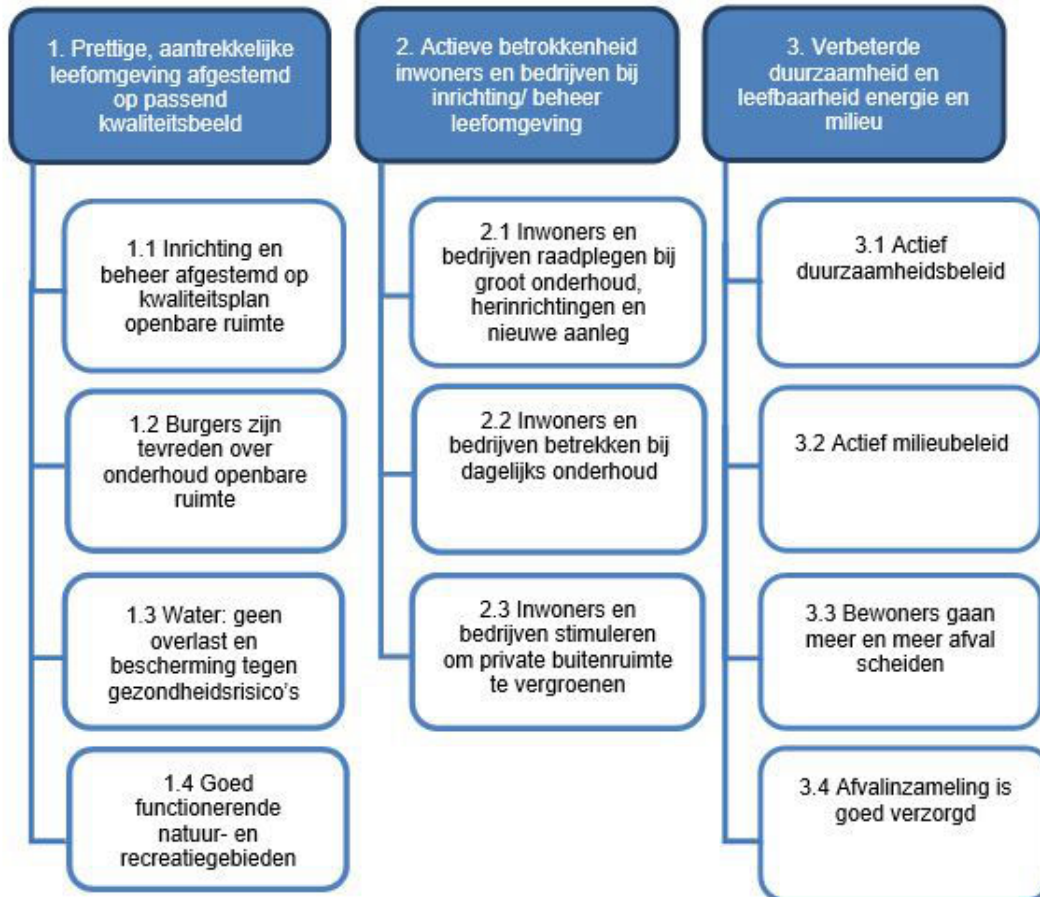 1. Prettige, aantrekkelijke
leefomgeving afgestemd
op passend
kwaliteitsbeeld
1.1 Inrichting en
beheer afgestemd op
kwaliteitsplan
openbare ruimte
1.2 Burgers zijn
tevreden over
onderhoud openbare
ruimte
1.3 Water: geen
overlast en
bescherming tegen
gezondheidsrisico's
1.4 Goed
functionerende
natuur- en
recreatiegebieden
2. Actieve betrokkenheid
inwoners en bedrijven bij
inrichting/ beheer
leefomgeving
2.1 Inwoners en
bedrijven raadplegen bij
groot onderhoud,
herinrichtingen en
nieuwe aanleg
2.2 Inwoners en
bedrijven betrekken bij
dagelijks onderhoud
2.3 Inwoners en
bedrijven stimuleren
om private buitenruimte
te vergroenen
3. Verbeterde
duurzaamheid en
leefbaarheid energie en
milieu
3.1 Actief
duurzaamheidsbeleid
3.2 Actief milieubeleid
3.3 Bewoners gaan
meer en meer afval
scheiden
3.4 Afvalinzameling is
goed verzorgd